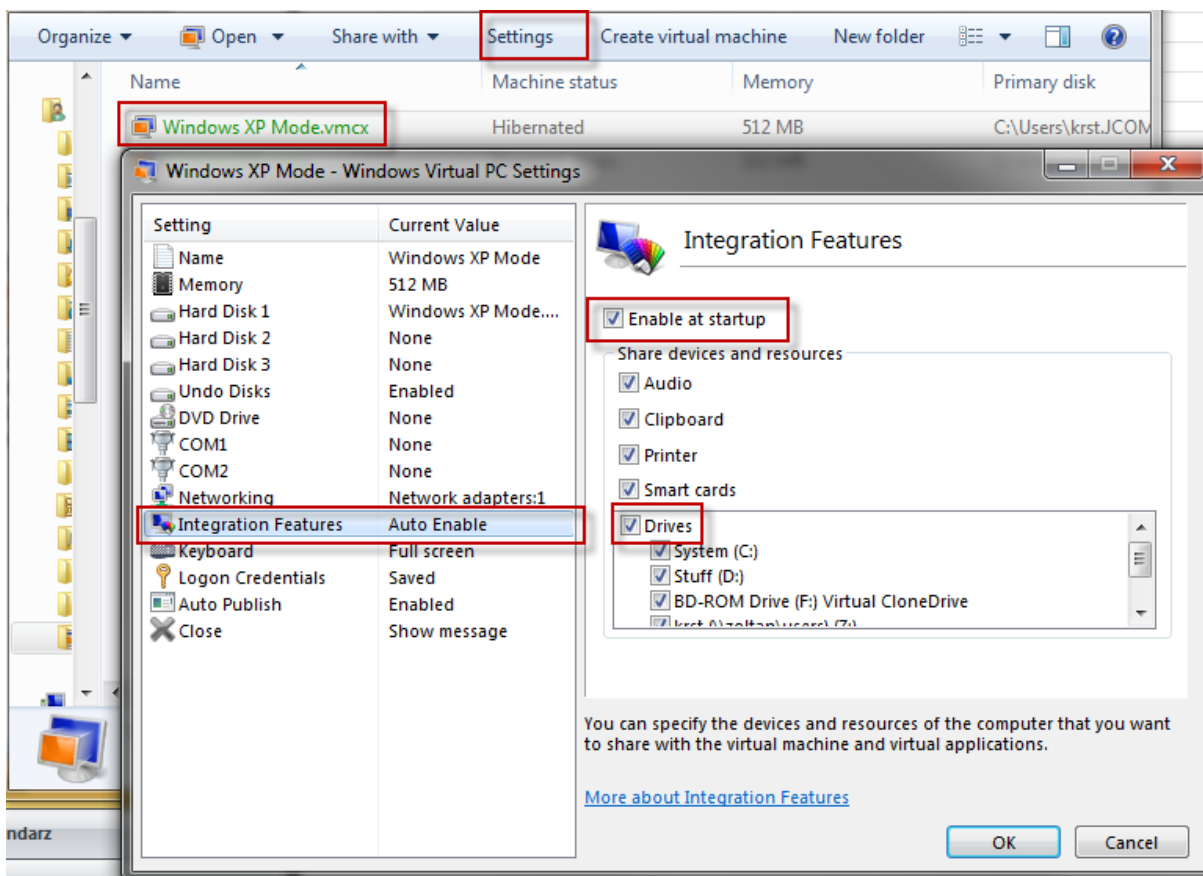 Organize Open Share with Settings Create virtual machine New folder
Name Machine status Memory Primary disk
Windows XP Mode.vmcx Hibernated 512 MB C:\Users\krst.JCOM
Windows XP Mode - Windows Virtual PC Settings
Setting Current Value
Name Windows XP Mode
Memory 512 MB
Hard Disk 1 Windows XP Mode....
Hard Disk 2 None
Hard Disk 3 None
Undo Disks Enabled
DVD Drive None
COM1 None
COM2 None
Networking Network adapters:1
Integration Features Auto Enable
Keyboard Full screen
Logon Credentials Saved
Auto Publish Enabled
Close Show message
Integration Features
Enable at startup
Share devices and resources
Audio
Clipboard
Printer
Smart cards
Drives
System (C:)
Stuff (D:)
BD-ROM Drive (F:) Virtual CloneDrive
krst (\\zoltan\users) (Z:)
You can specify the devices and resources of the computer that you want
to share with the virtual machine and virtual applications.
More about Integration Features
OK Cancel
ndarz